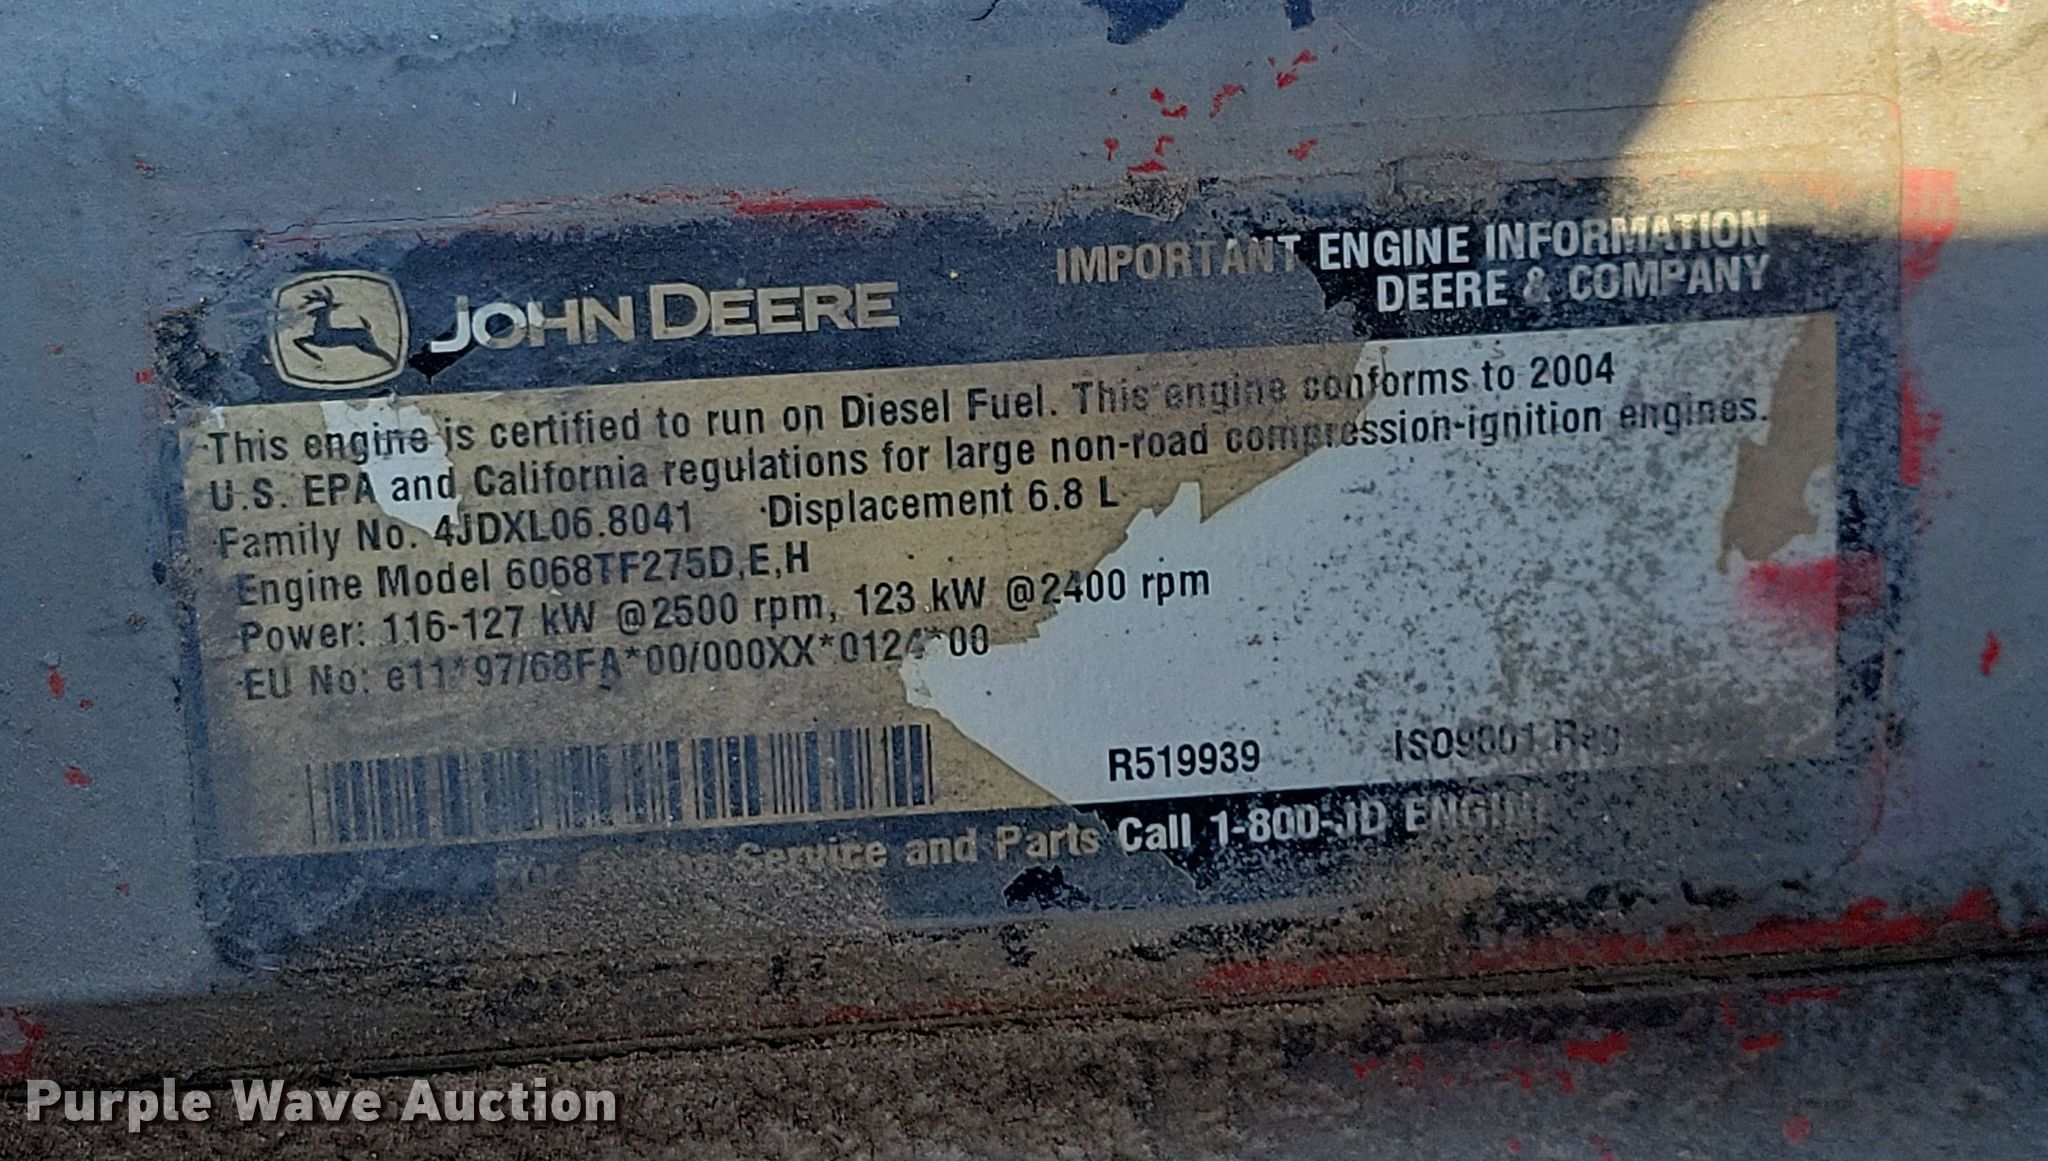 JOHN DEERE
IMPORTANT ENGINE INFORMATION
DEERE & COMPANY
This engine is certified to run on Diesel Fuel. This engine conforms to 2004
U.S. EPA and California regulations for large non-road compression-ignition engines.
Family No. 4JDXL06.8041 Displacement 6.8 L
Engine Model 6068TF275D,E,H
Power: 116-127 kW @2500 rpm, 123 kW @2400 rpm
EU No: e11*97/68FA*00/000XX*0124*00
R519939
ISO9001
Service and Parts Call 1-800-JD ENGINE
Purple Wave Auction